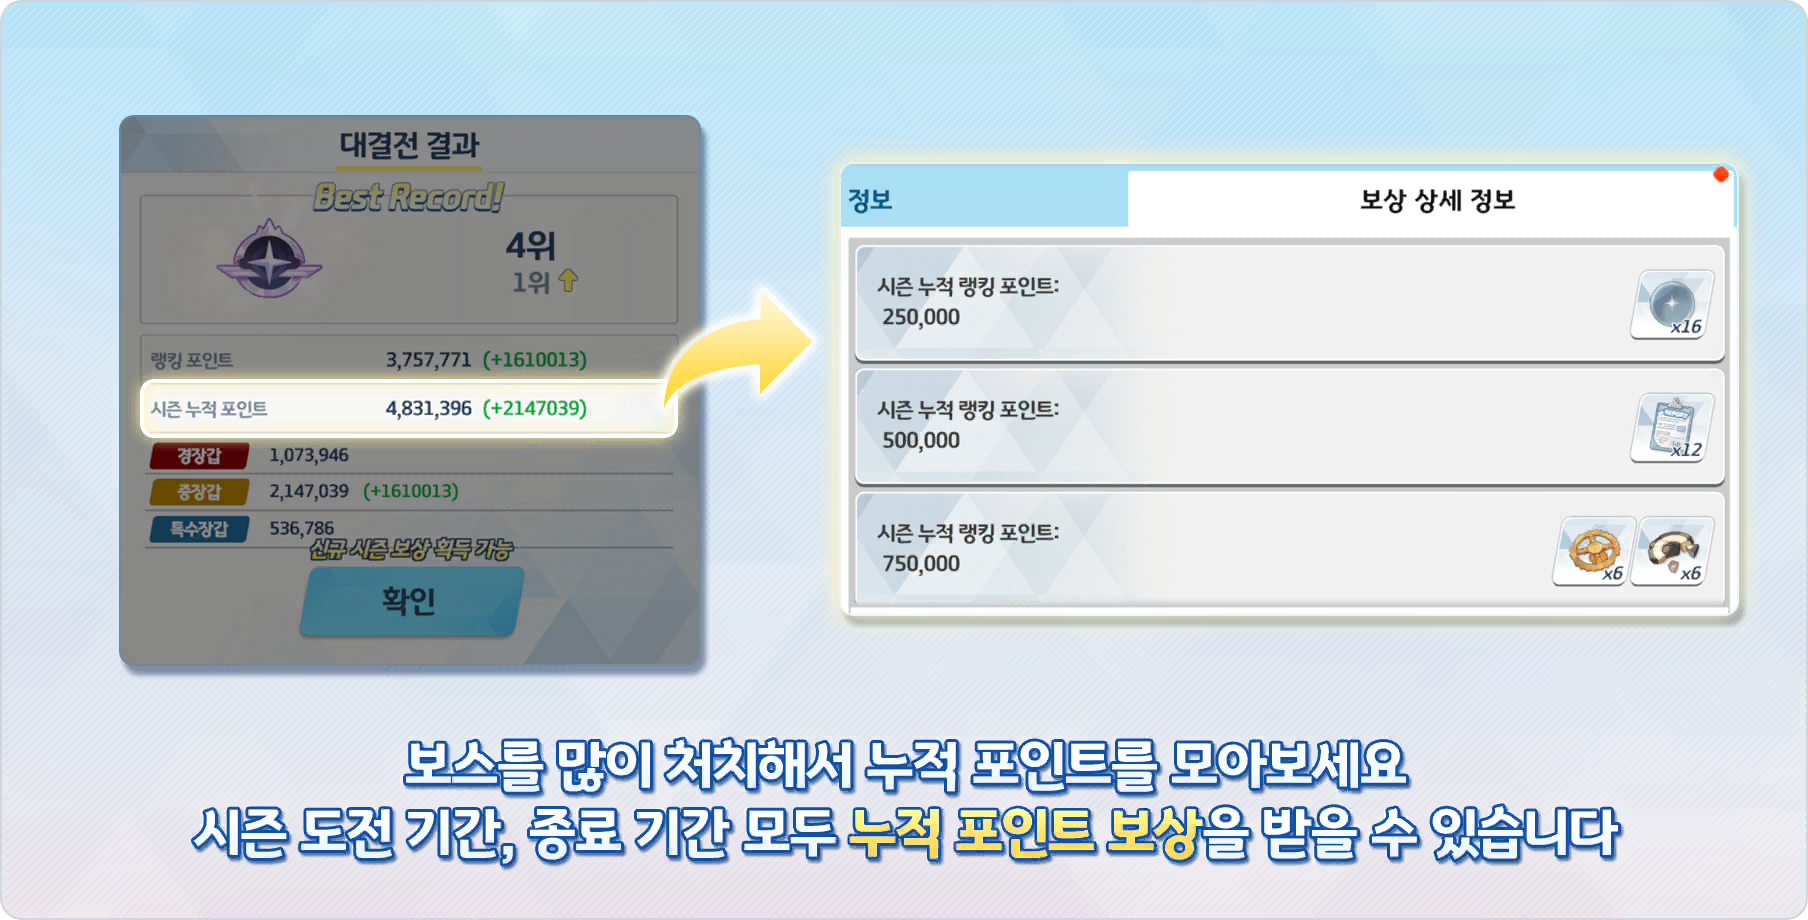 대결전 결과
Best Record!
4위
1위
랭킹 포인트 3,757,771 (+1610013)
시즌 누적 포인트 4,831,396 (+2147039)
경장갑 1,073,946
중장갑 2,147,039 (+1610013)
특수장갑 536,786
신규 시즌 보상 획득 가능
확인
정보
보상 상세 정보
시즌 누적 랭킹 포인트:
250,000
x16
시즌 누적 랭킹 포인트:
500,000
REPORT
x12
시즌 누적 랭킹 포인트:
750,000
x6
x6
보스를 많이 처치해서 누적 포인트를 모아보세요
시즌 도전 기간, 종료 기간 모두 누적 포인트 보상을 받을 수 있습니다